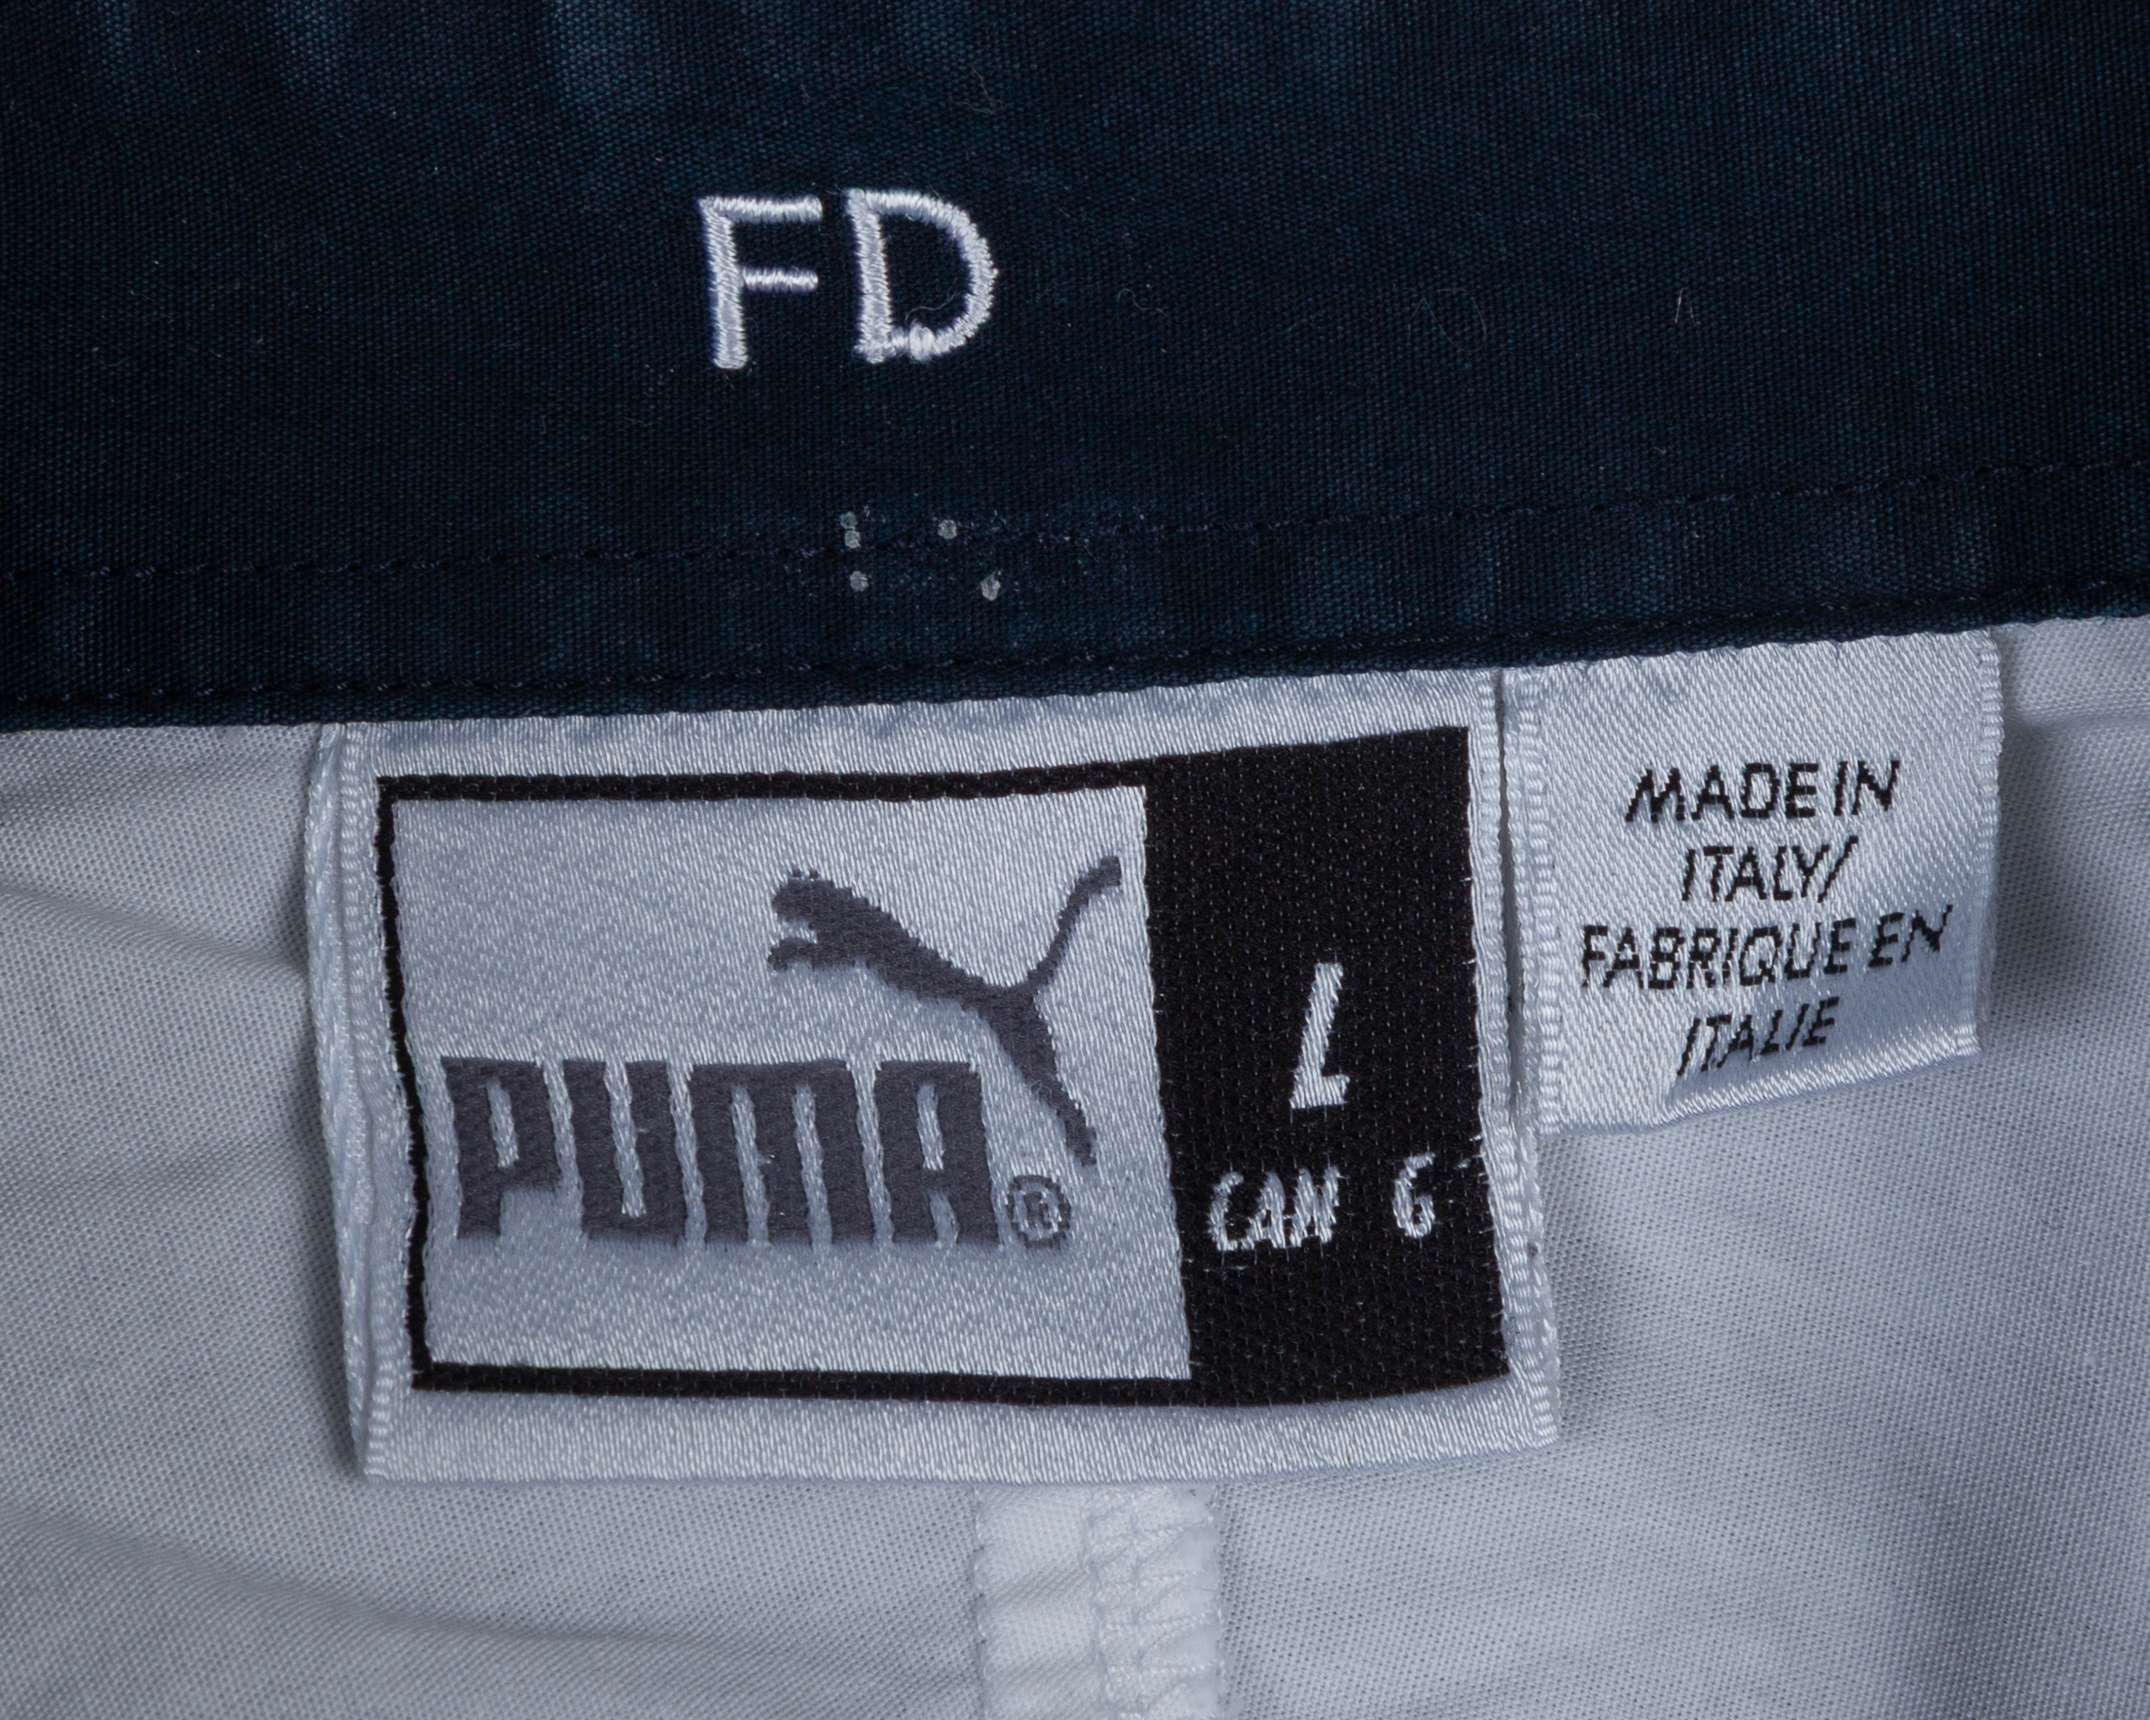 FD
PUMA®
L
CAN G
MADE IN
ITALY/
FABRIQUE EN
ITALIE